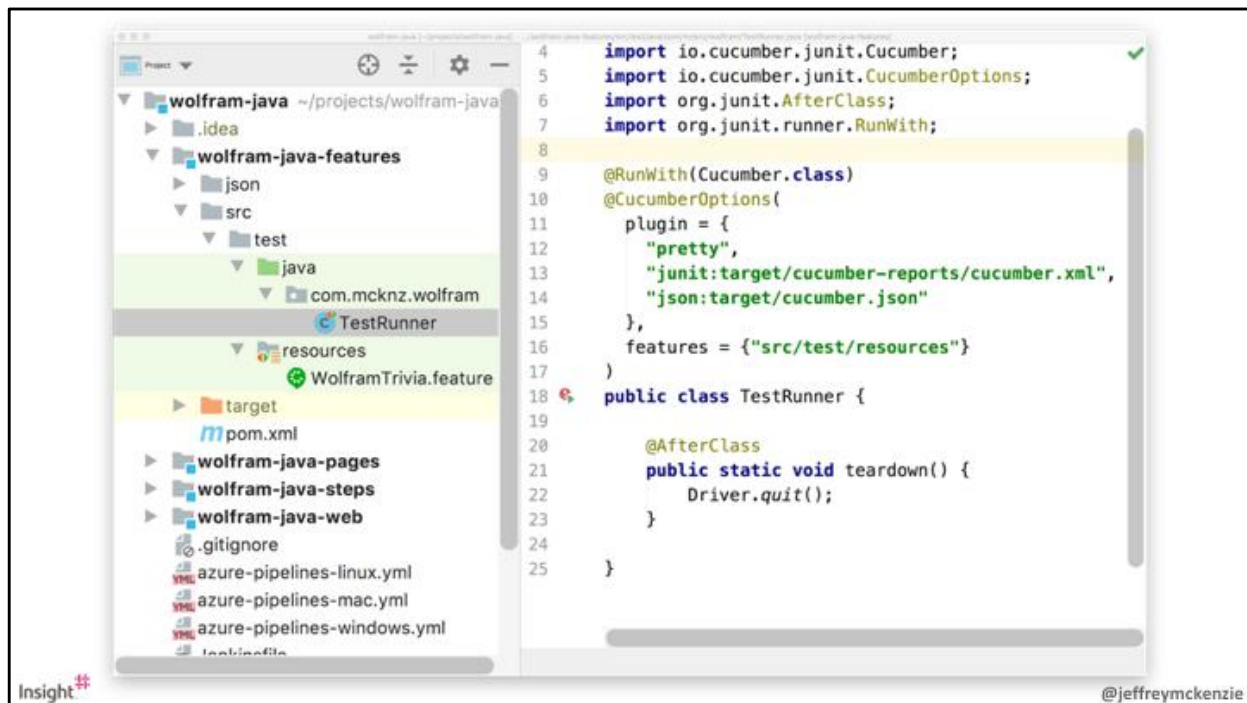 Project
wolfram-java ~/projects/wolfram-java
.idea
wolfram-java-features
json
src
test
java
com.mcknz.wolfram
TestRunner
resources
WolframTrivia.feature
target
pom.xml
wolfram-java-pages
wolfram-java-steps
wolfram-java-web
.gitignore
azure-pipelines-linux.yml
azure-pipelines-mac.yml
azure-pipelines-windows.yml
4 import io.cucumber.junit.Cucumber;
5 import io.cucumber.junit.CucumberOptions;
6 import org.junit.AfterClass;
7 import org.junit.runner.RunWith;
8
9 @RunWith(Cucumber.class)
10 @CucumberOptions(
11 plugin = {
12 "pretty",
13 "junit:target/cucumber-reports/cucumber.xml",
14 "json:target/cucumber.json"
15 },
16 features = {"src/test/resources"}
17 )
18 public class TestRunner {
19
20 @AfterClass
21 public static void teardown() {
22 Driver.quit();
23 }
24
25 }
Insight
@jeffreymckenzie